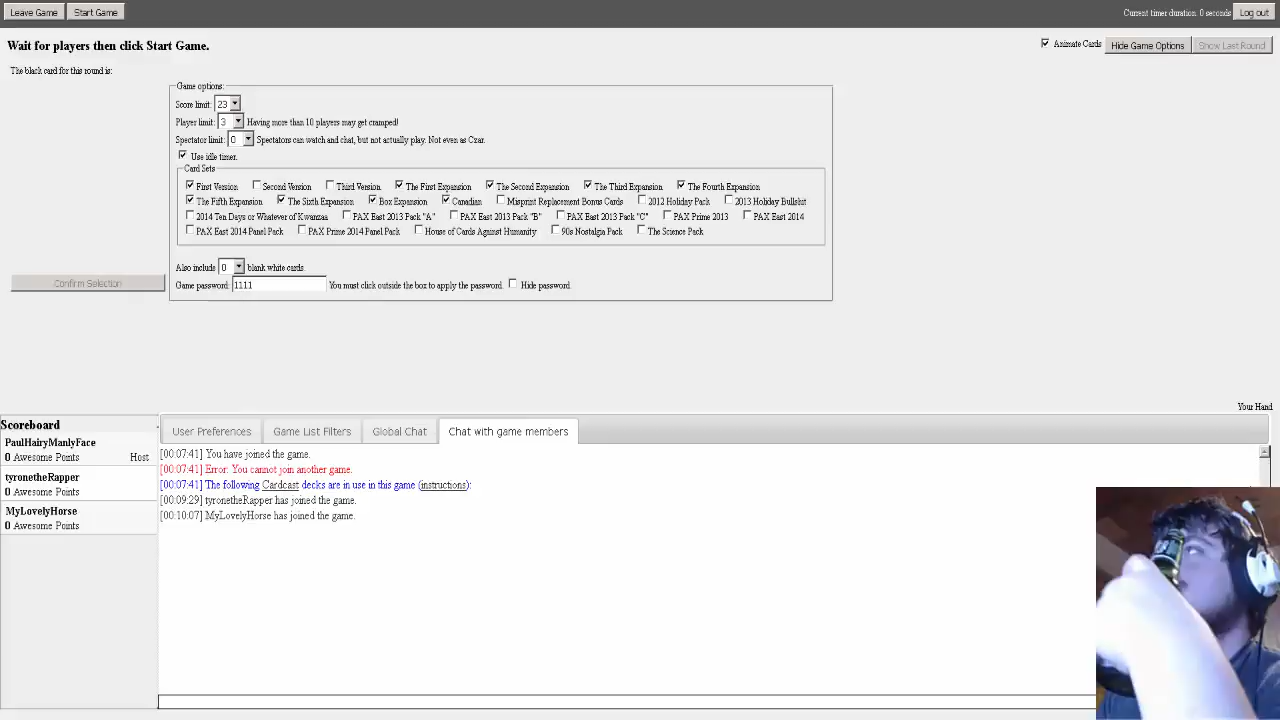 Leave Game Start Game Current timer duration: 0 seconds Log out
Wait for players then click Start Game. Animate Cards Hide Game Options Show Last Round
The black card for this round is:
Game options:
Score limit: 23
Player limit: 3 Having more than 10 players may get cramped!
Spectator limit: 0 Spectators can watch and chat, but not actually play. Not even as Czar.
Use idle timer.
Card Sets
First Version Second Version Third Version The First Expansion The Second Expansion The Third Expansion The Fourth Expansion
The Fifth Expansion The Sixth Expansion Box Expansion Canadian Misprint Replacement Bonus Cards 2012 Holiday Pack 2013 Holiday Bullshit
2014 Ten Days or Whatever of Kwanzaa PAX East 2013 Pack "A" PAX East 2013 Pack "B" PAX East 2013 Pack "C" PAX Prime 2013 PAX East 2014
PAX East 2014 Panel Pack PAX Prime 2014 Panel Pack House of Cards Against Humanity 90s Nostalgia Pack The Science Pack
Also include 0 blank white cards.
Confirm Selection
Game password: 1111 You must click outside the box to apply the password. Hide password.
Your Hand
Scoreboard
PaulHairyManlyFace
0 Awesome Points Host
tyronetheRapper
0 Awesome Points
MyLovelyHorse
0 Awesome Points
User Preferences Game List Filters Global Chat Chat with game members
[00:07:41] You have joined the game.
[00:07:41] Error: You cannot join another game.
[00:07:41] The following Cardcast decks are in use in this game (instructions):
[00:09:29] tyronetheRapper has joined the game.
[00:10:07] MyLovelyHorse has joined the game.